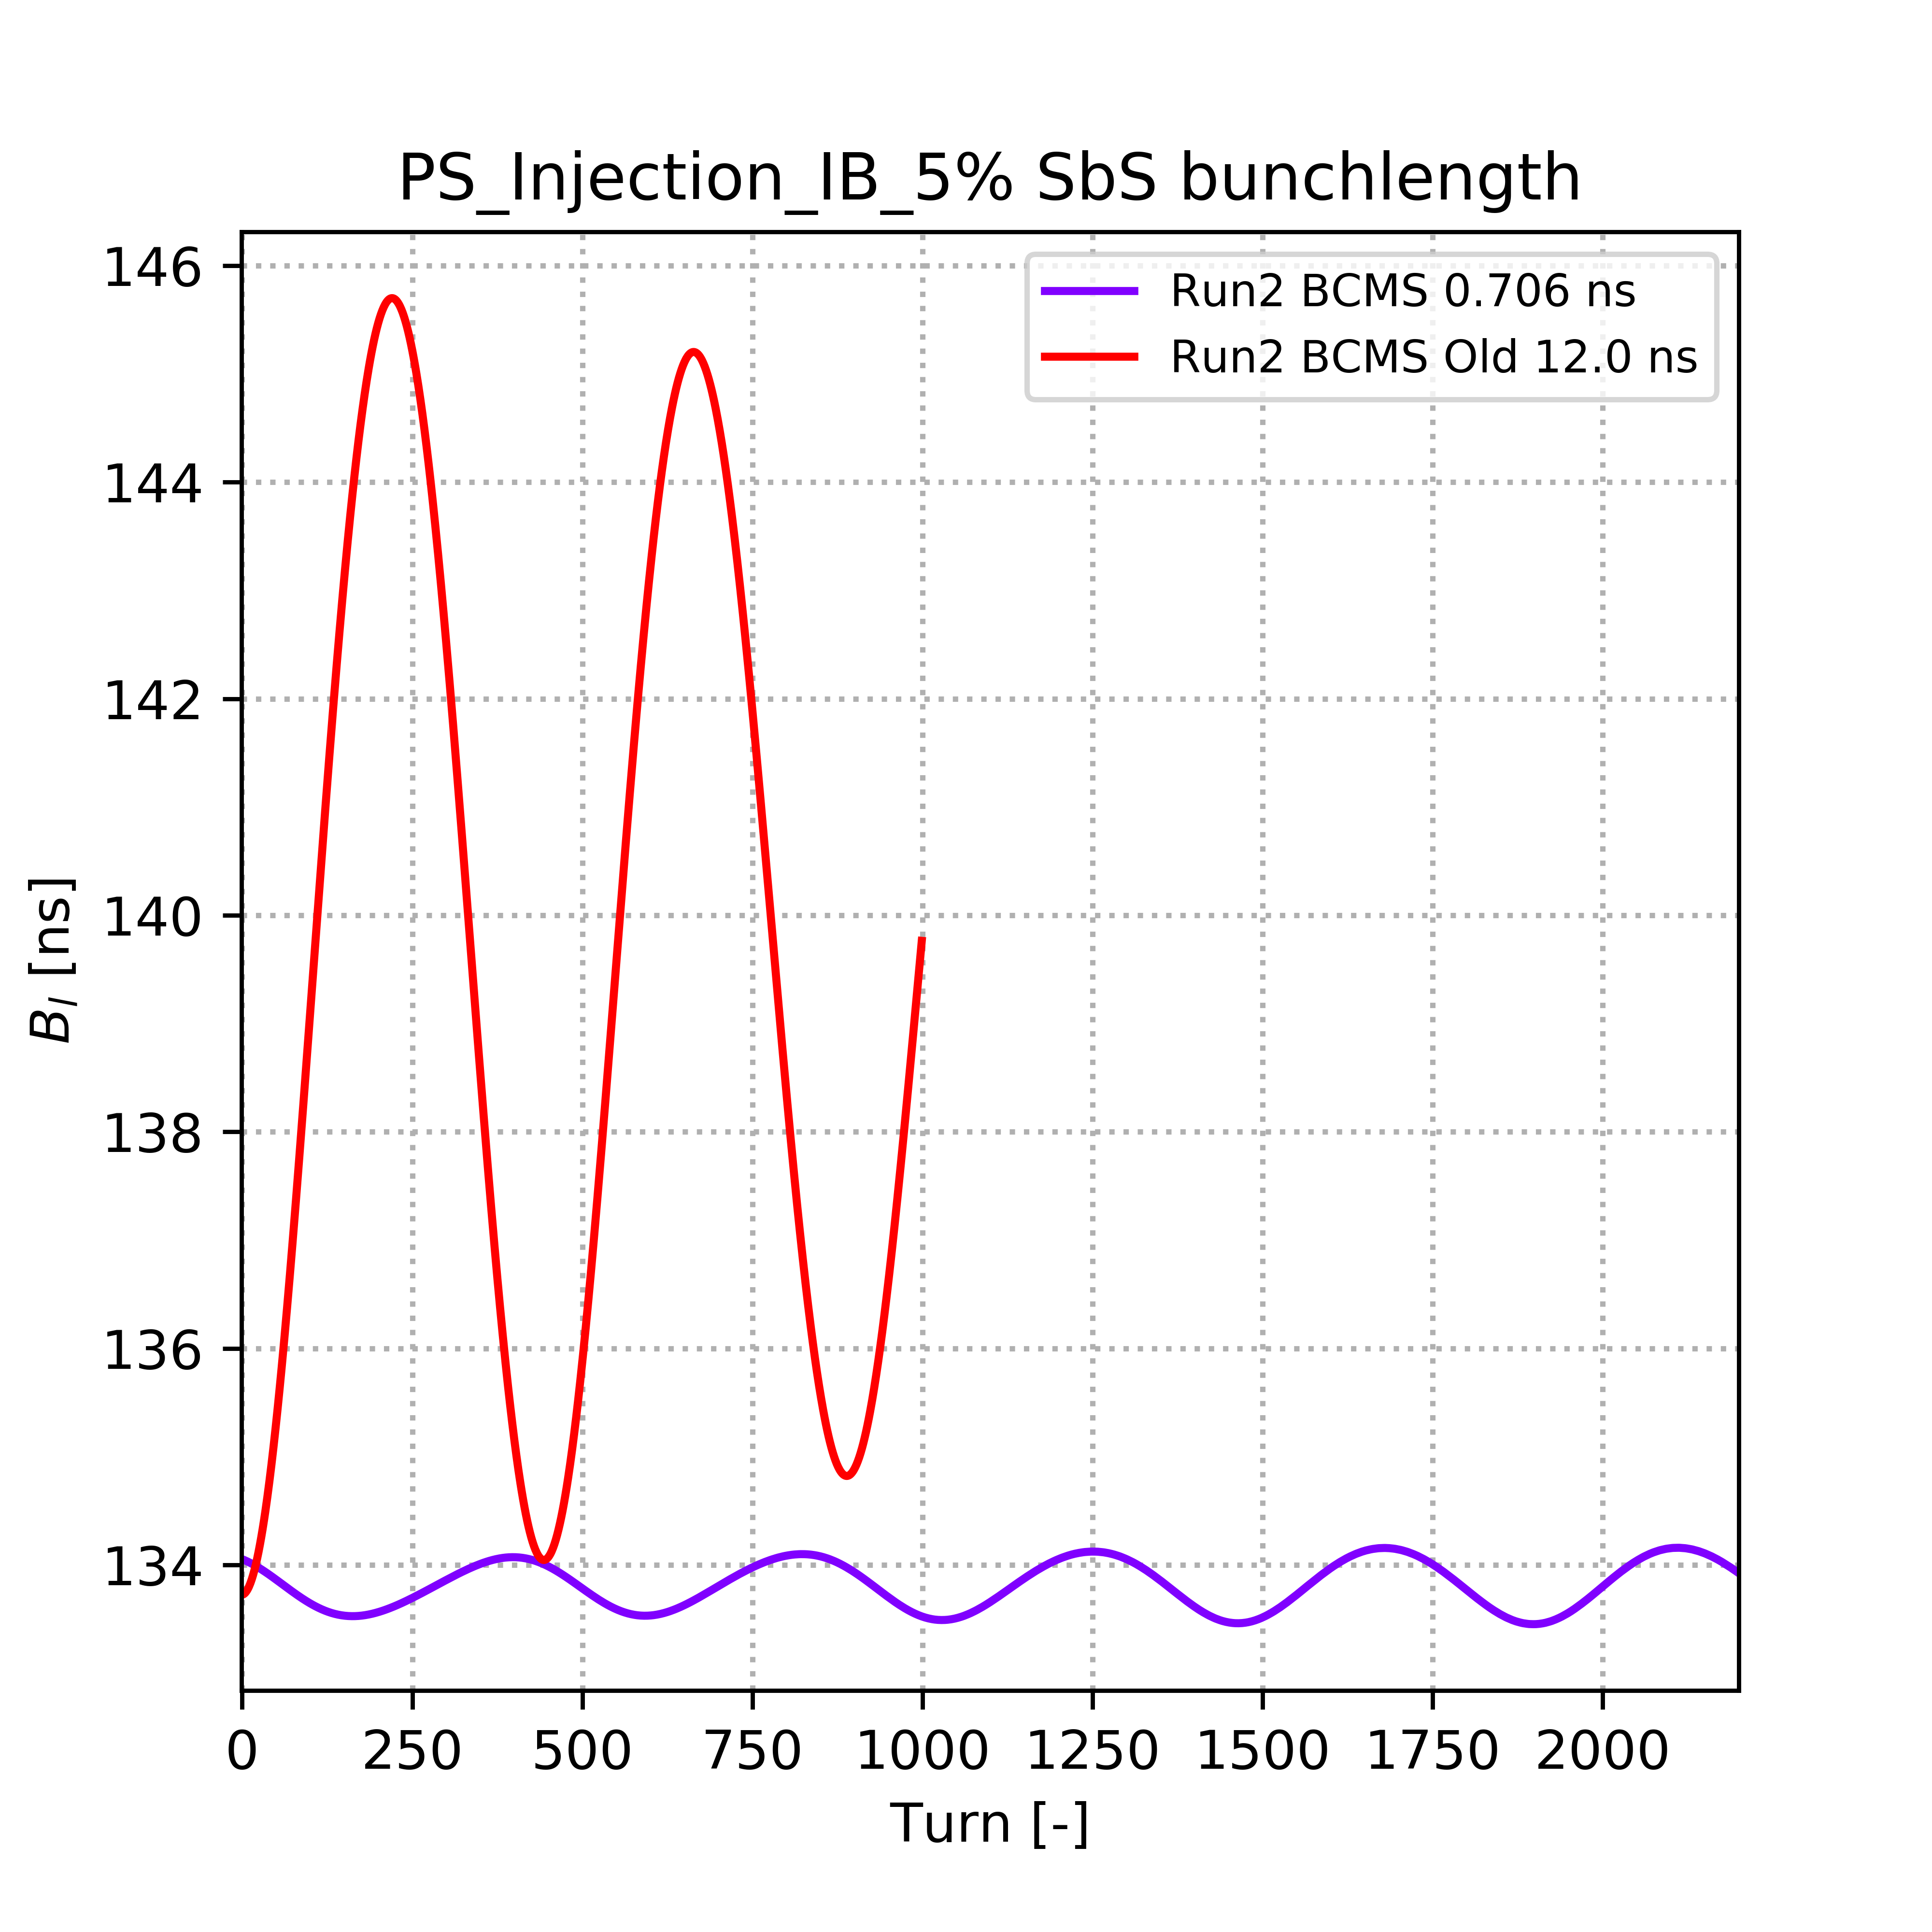 PS_Injection_IB_5% SbS bunchlength
Run2 BCMS 0.706 ns
Run2 BCMS Old 12.0 ns
146
144
142
140
138
136
134
B_l [ns]
0 250 500 750 1000 1250 1500 1750 2000
Turn [-]